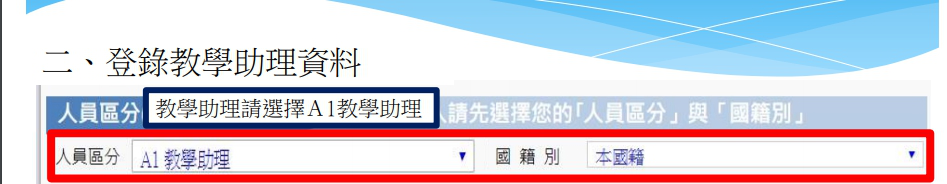 二、登錄教學助理資料
人員區分 教學助理請選擇A1教學助理 請先選擇您的「人員區分」與「國籍別」
人員區分 A1 教學助理 國籍別 本國籍